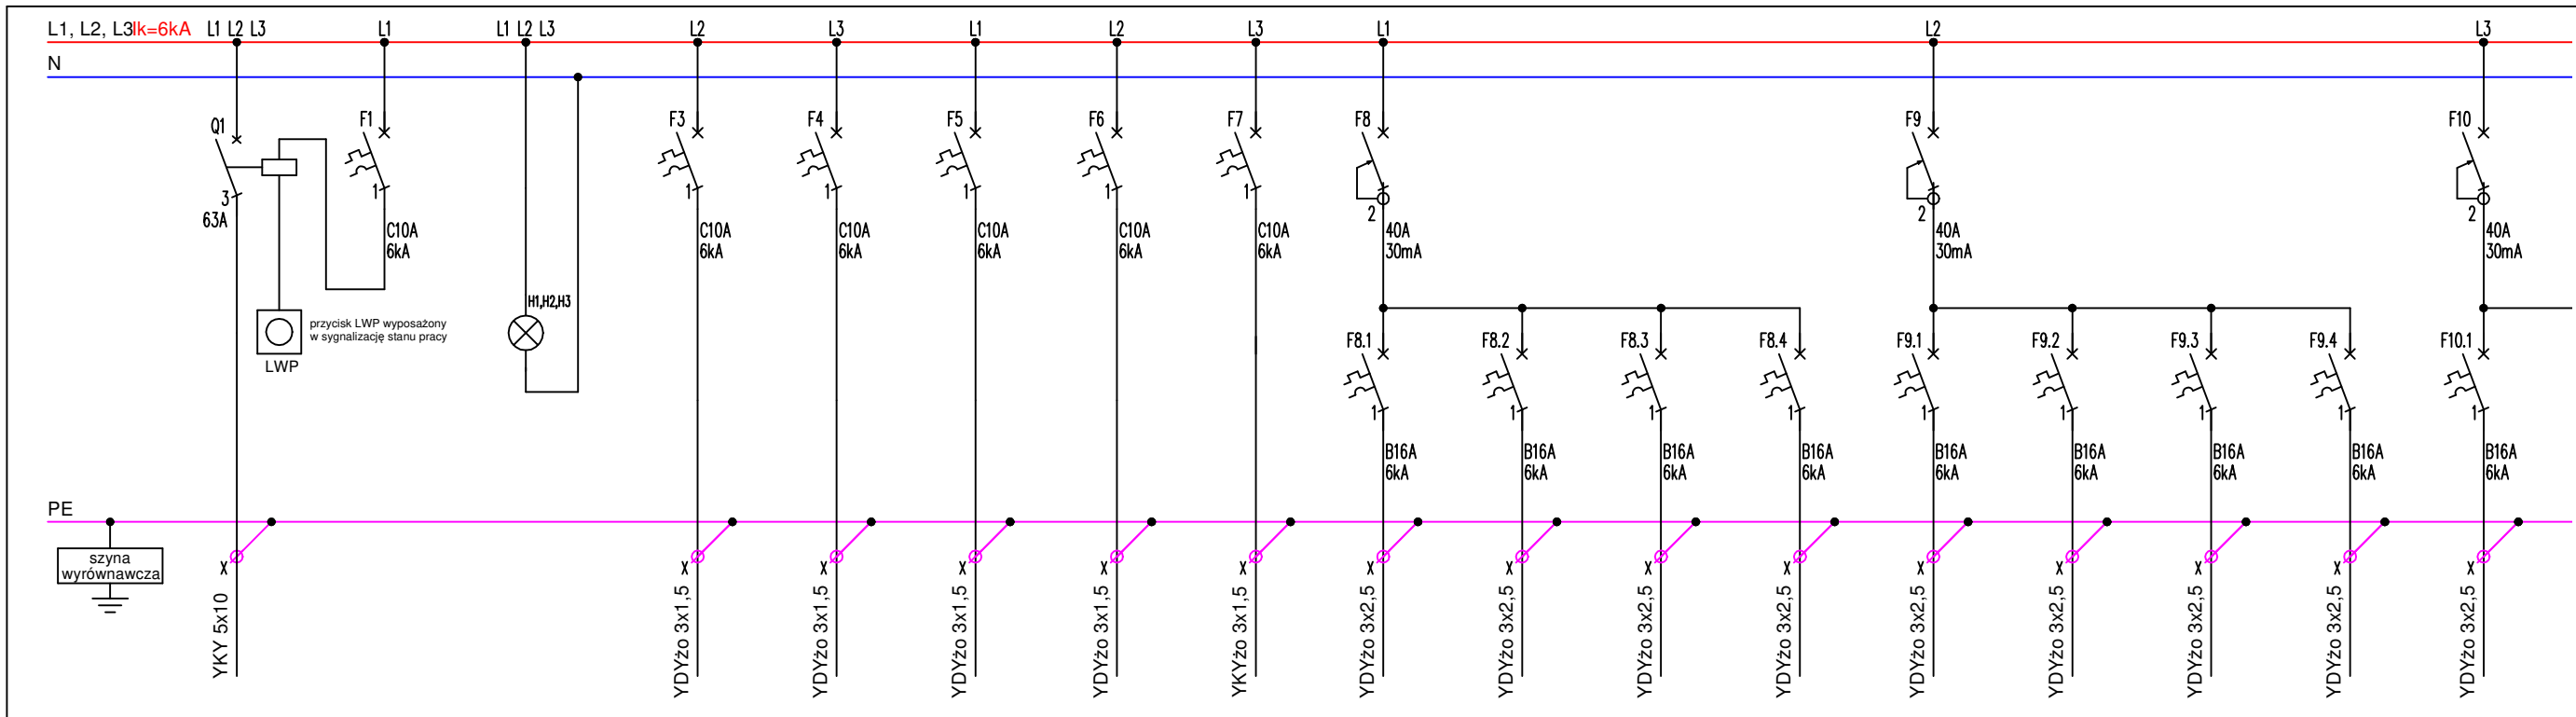 L1, L2, L3 Ik=6kA L1 L2 L3 L1 L1 L2 L3 L2 L3 L1 L2 L3 L1 L2 L3
N
Q1 F1 F3 F4 F5 F6 F7 F8 F9 F10
3 1 1 1 1 1 1 2 2 2
63A
C10A C10A C10A C10A C10A C10A 40A 40A 40A
6kA 6kA 6kA 6kA 6kA 6kA 30mA 30mA 30mA
H1,H2,H3
przycisk LWP wyposażony
w sygnalizację stanu pracy
LWP
F8.1 F8.2 F8.3 F8.4 F9.1 F9.2 F9.3 F9.4 F10.1
1 1 1 1 1 1 1 1 1
B16A B16A B16A B16A B16A B16A B16A B16A B16A
6kA 6kA 6kA 6kA 6kA 6kA 6kA 6kA 6kA
PE
szyna
wyrównawcza
x x x x x x x x x x x x x x x
YKY 5x10
YDYżo 3x1,5
YDYżo 3x1,5
YDYżo 3x1,5
YDYżo 3x1,5
YKYżo 3x1,5
YDYżo 3x2,5
YDYżo 3x2,5
YDYżo 3x2,5
YDYżo 3x2,5
YDYżo 3x2,5
YDYżo 3x2,5
YDYżo 3x2,5
YDYżo 3x2,5
YDYżo 3x2,5